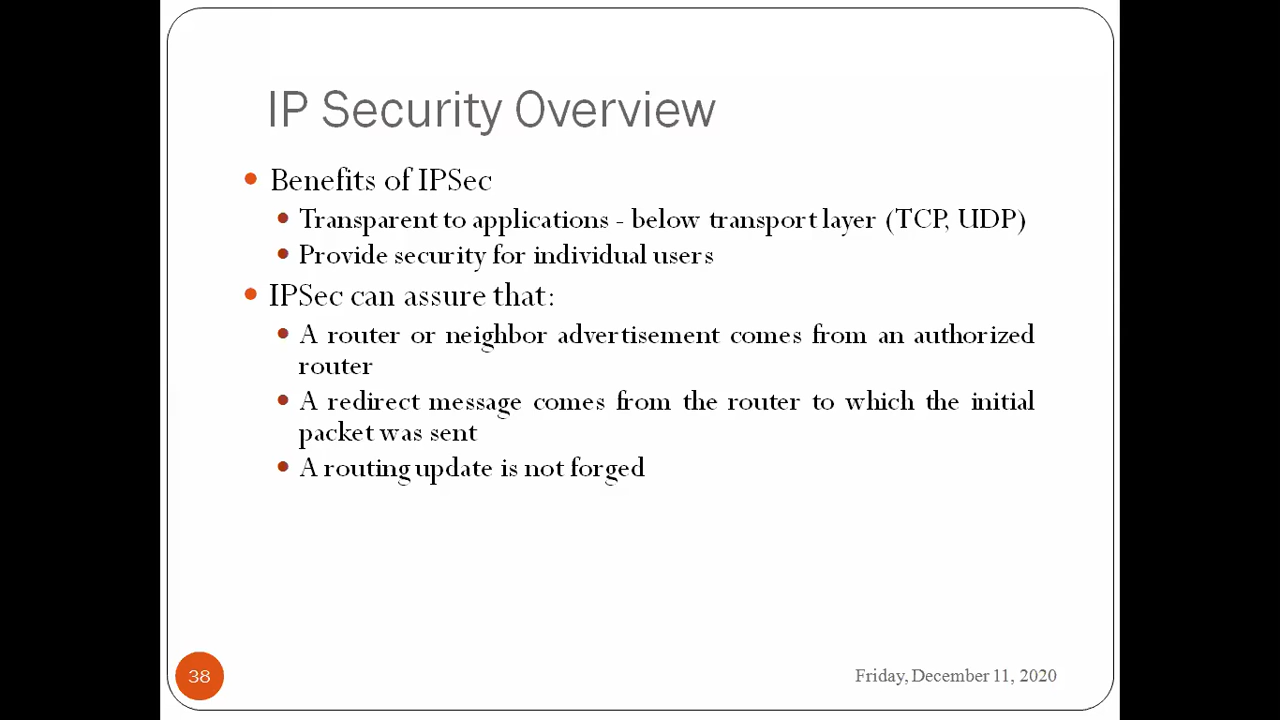 IP Security Overview
Benefits of IPSec
Transparent to applications - below transport layer (TCP, UDP)
Provide security for individual users
IPSec can assure that:
A router or neighbor advertisement comes from an authorized
router
A redirect message comes from the router to which the initial
packet was sent
A routing update is not forged
38
Friday, December 11, 2020